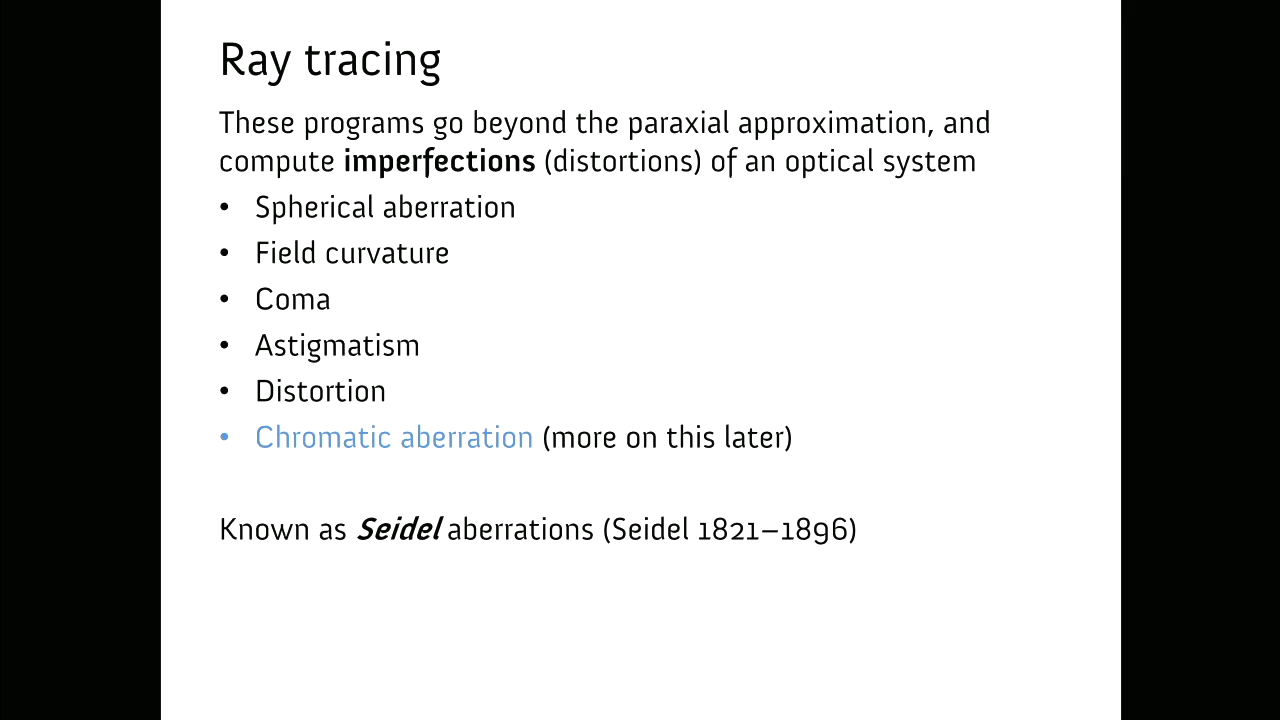 Ray tracing
These programs go beyond the paraxial approximation, and
compute imperfections (distortions) of an optical system
• Spherical aberration
• Field curvature
• Coma
• Astigmatism
• Distortion
• Chromatic aberration (more on this later)
Known as Seidel aberrations (Seidel 1821–1896)